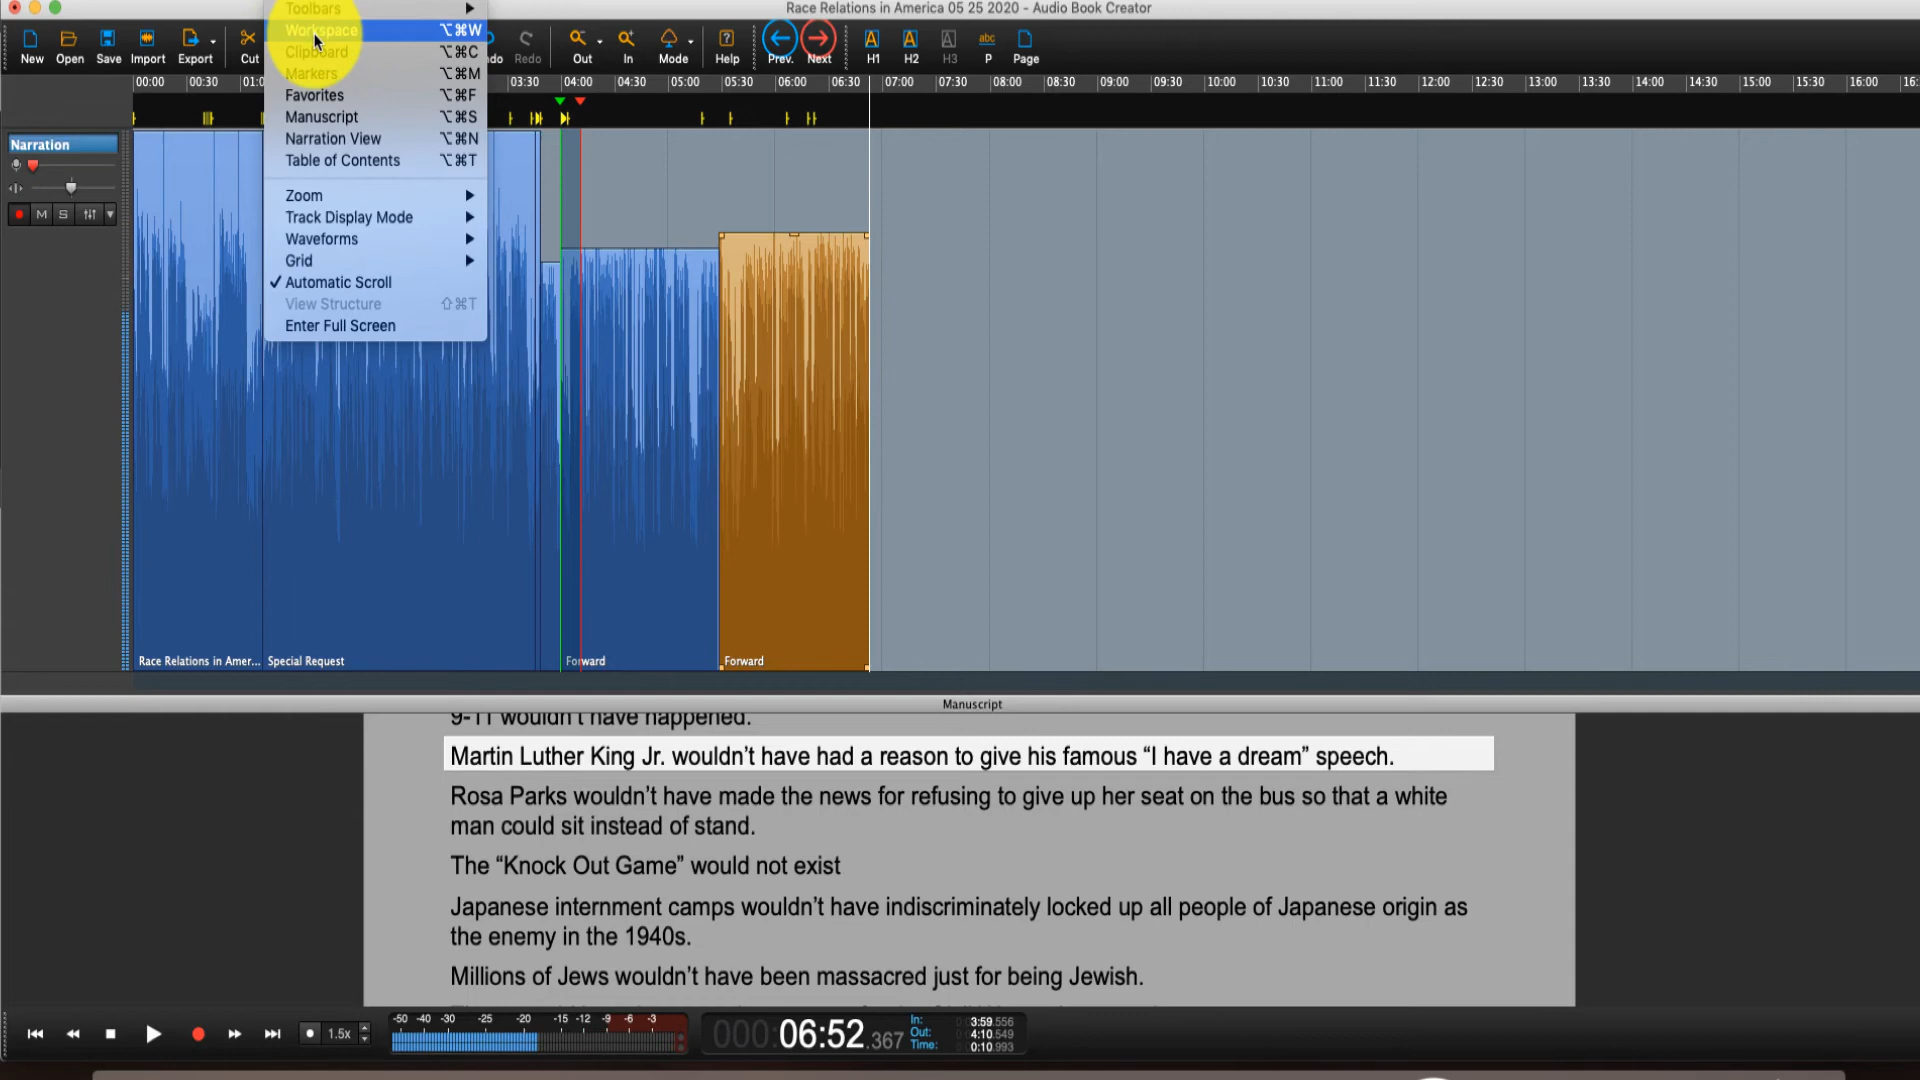 Race Relations in America 05 25 2020 - Audio Book Creator
Toolbars
Workspace ⌥⌘W
Clipboard ⌥⌘C
Markers ⌥⌘M
Favorites ⌥⌘F
Manuscript ⌥⌘S
Narration View ⌥⌘N
Table of Contents ⌥⌘T
Zoom
Track Display Mode
Waveforms
Grid
✓ Automatic Scroll
View Structure ⇧⌘T
Enter Full Screen
New Open Save Import Export Cut Redo Out In Mode Help Prev. Next H1 H2 H3 P Page
abc
00:00 00:30 03:30 04:00 04:30 05:00 05:30 06:00 06:30 07:00 07:30 08:00 08:30 09:00 09:30 10:00 10:30 11:00 11:30 12:00 12:30 13:00 13:30 14:00 14:30 15:00 15:30 16:00
Narration
M S
Race Relations in Amer... Special Request Forward Forward
Manuscript
9-11 wouldn't have happened.
Martin Luther King Jr. wouldn’t have had a reason to give his famous “I have a dream” speech.
Rosa Parks wouldn’t have made the news for refusing to give up her seat on the bus so that a white
man could sit instead of stand.
The “Knock Out Game” would not exist
Japanese internment camps wouldn’t have indiscriminately locked up all people of Japanese origin as
the enemy in the 1940s.
Millions of Jews wouldn’t have been massacred just for being Jewish.
1.5x
-50 -40 -30 -25 -20 -15 -12 -9 -6 -3
000:06:52.367
In: 0:03:59.556
Out: 0:04:10.549
Time: 0:00:10.993